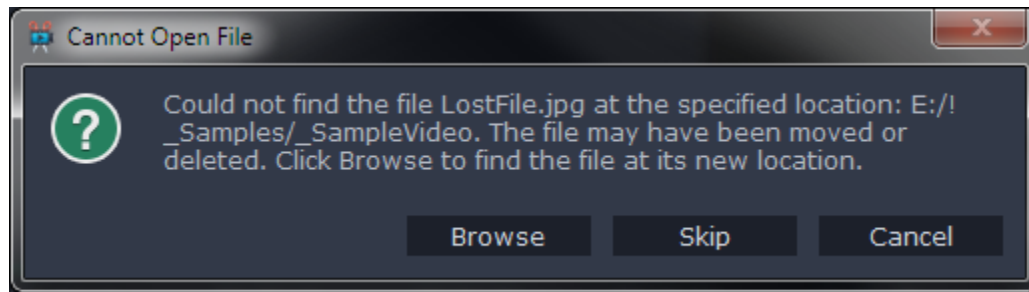 Cannot Open File
Could not find the file LostFile.jpg at the specified location: E:/!
_Samples/_SampleVideo. The file may have been moved or
deleted. Click Browse to find the file at its new location.
Browse Skip Cancel